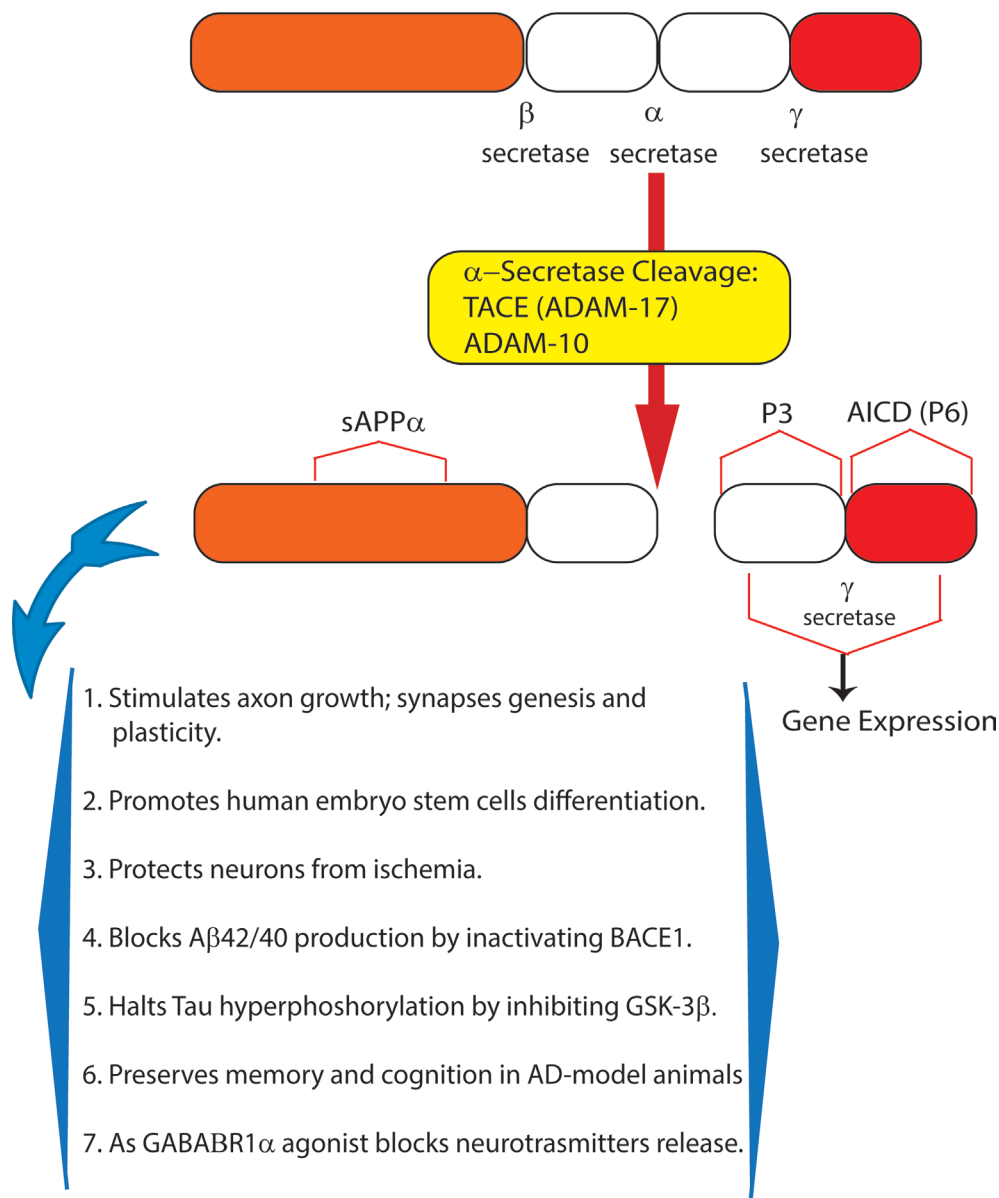 β
secretase
α
secretase
γ
secretase
α–Secretase Cleavage:
TACE (ADAM-17)
ADAM-10
sAPPα
P3
AICD (P6)
γ
secretase
Gene Expression
1. Stimulates axon growth; synapses genesis and
plasticity.
2. Promotes human embryo stem cells differentiation.
3. Protects neurons from ischemia.
4. Blocks Aβ42/40 production by inactivating BACE1.
5. Halts Tau hyperphoshorylation by inhibiting GSK-3β.
6. Preserves memory and cognition in AD-model animals
7. As GABABR1α agonist blocks neurotrasmitters release.